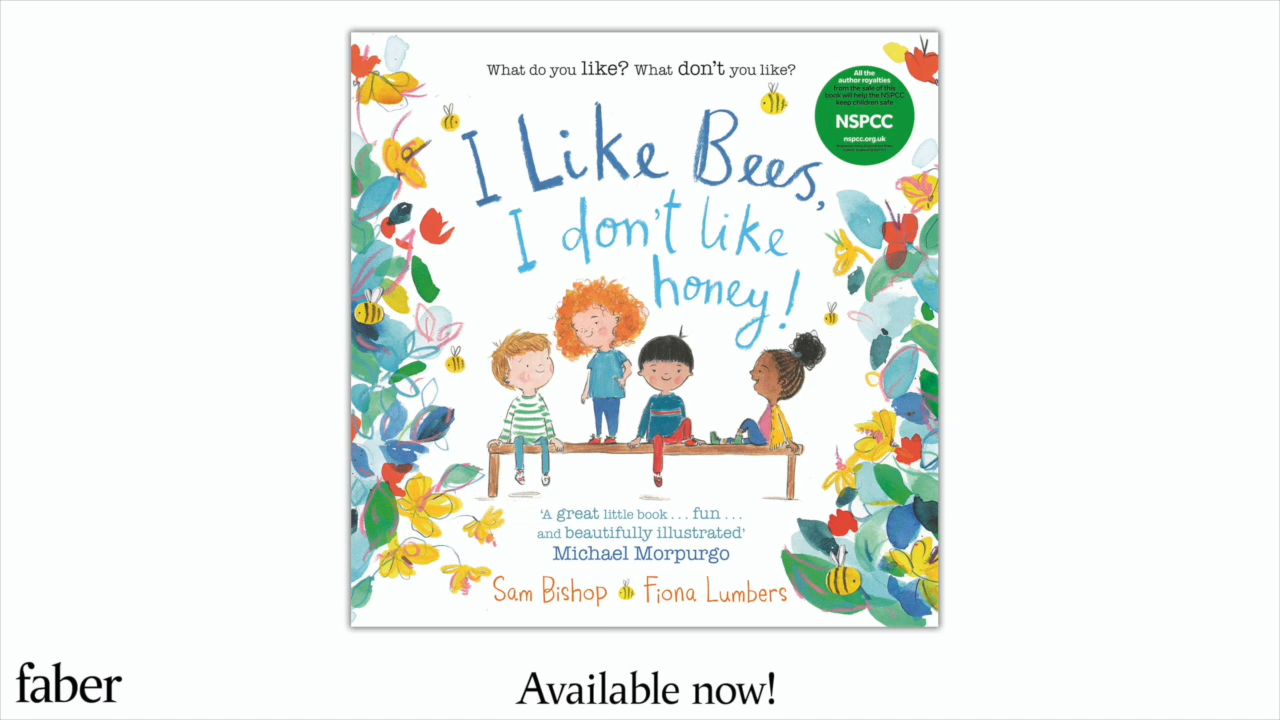 What do you like? What don't you like?
All the
author royalties
from the sale of this
book will help the NSPCC
keep children safe
NSPCC
nspcc.org.uk
I Like Bees,
I don't like
honey!
'A great little book . . . fun . . .
and beautifully illustrated'
Michael Morpurgo
Sam Bishop Fiona Lumbers
faber
Available now!